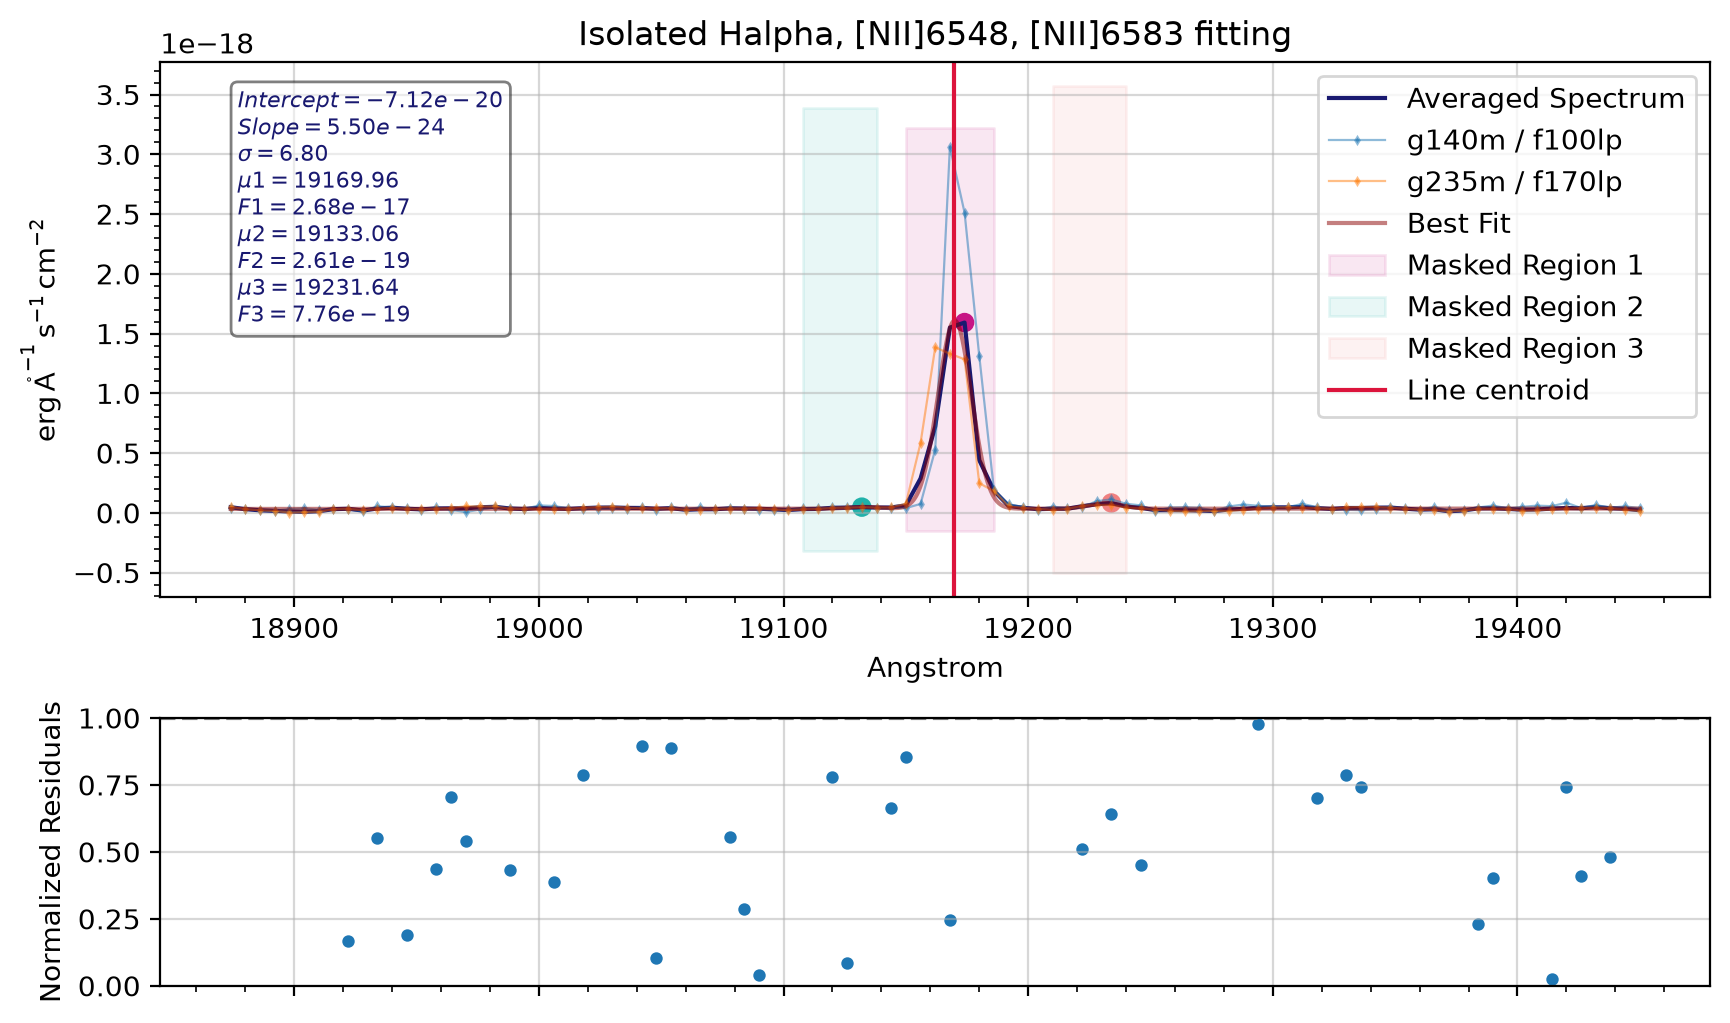 Isolated Halpha, [NII]6548, [NII]6583 fitting
1e−18
3.5
3.0
2.5
2.0
1.5
1.0
0.5
0.0
−0.5
erg Å⁻¹ s⁻¹ cm⁻²
Intercept = −7.12e − 20
Slope = 5.50e − 24
σ = 6.80
μ1 = 19169.96
F1 = 2.68e − 17
μ2 = 19133.06
F2 = 2.61e − 19
μ3 = 19231.64
F3 = 7.76e − 19
Averaged Spectrum
g140m / f100lp
g235m / f170lp
Best Fit
Masked Region 1
Masked Region 2
Masked Region 3
Line centroid
18900 19000 19100 19200 19300 19400
Angstrom
1.00
0.75
0.50
0.25
0.00
Normalized Residuals